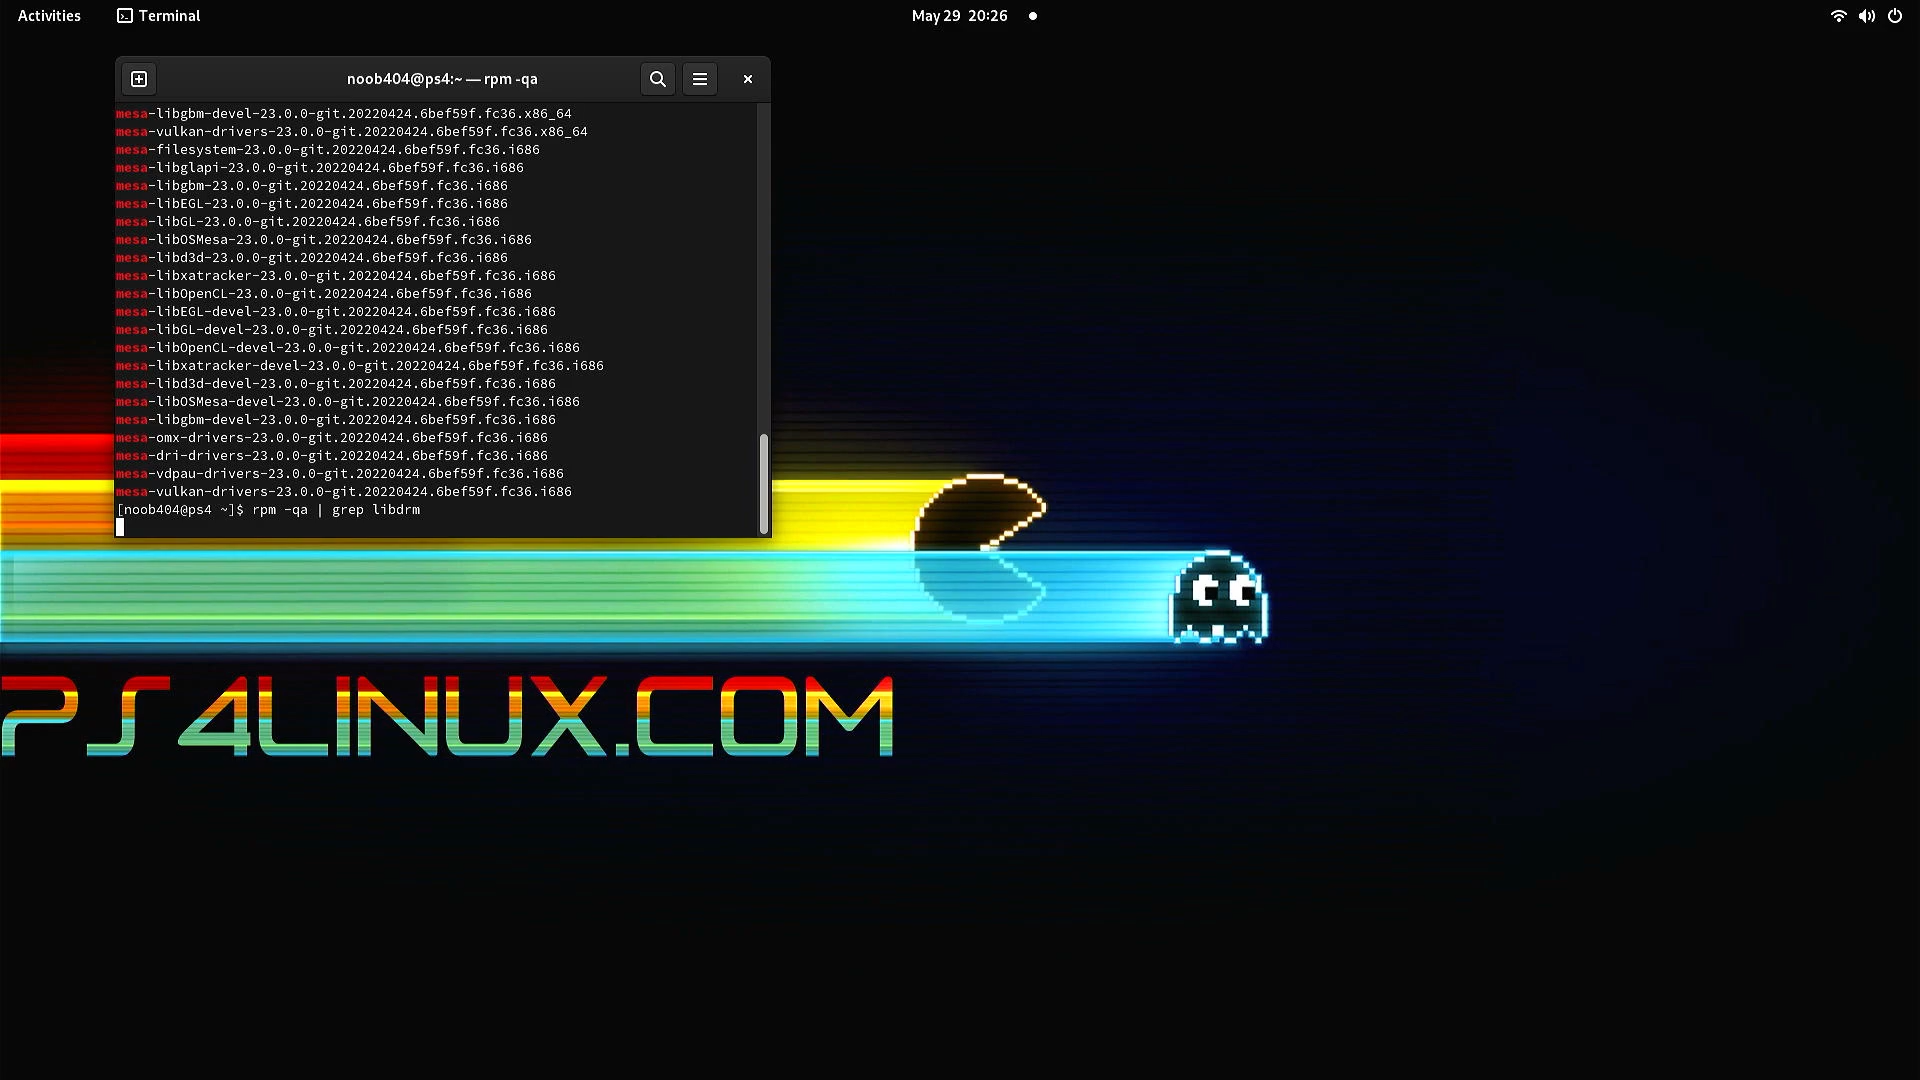 Activities Terminal May 29 20:26
noob404@ps4:~ — rpm -qa
mesa-libgbm-devel-23.0.0-git.20220424.6bef59f.fc36.x86_64
mesa-vulkan-drivers-23.0.0-git.20220424.6bef59f.fc36.x86_64
mesa-filesystem-23.0.0-git.20220424.6bef59f.fc36.i686
mesa-libglapi-23.0.0-git.20220424.6bef59f.fc36.i686
mesa-libgbm-23.0.0-git.20220424.6bef59f.fc36.i686
mesa-libEGL-23.0.0-git.20220424.6bef59f.fc36.i686
mesa-libGL-23.0.0-git.20220424.6bef59f.fc36.i686
mesa-libOSMesa-23.0.0-git.20220424.6bef59f.fc36.i686
mesa-libd3d-23.0.0-git.20220424.6bef59f.fc36.i686
mesa-libxatracker-23.0.0-git.20220424.6bef59f.fc36.i686
mesa-libOpenCL-23.0.0-git.20220424.6bef59f.fc36.i686
mesa-libEGL-devel-23.0.0-git.20220424.6bef59f.fc36.i686
mesa-libGL-devel-23.0.0-git.20220424.6bef59f.fc36.i686
mesa-libOpenCL-devel-23.0.0-git.20220424.6bef59f.fc36.i686
mesa-libxatracker-devel-23.0.0-git.20220424.6bef59f.fc36.i686
mesa-libd3d-devel-23.0.0-git.20220424.6bef59f.fc36.i686
mesa-libOSMesa-devel-23.0.0-git.20220424.6bef59f.fc36.i686
mesa-libgbm-devel-23.0.0-git.20220424.6bef59f.fc36.i686
mesa-omx-drivers-23.0.0-git.20220424.6bef59f.fc36.i686
mesa-dri-drivers-23.0.0-git.20220424.6bef59f.fc36.i686
mesa-vdpau-drivers-23.0.0-git.20220424.6bef59f.fc36.i686
mesa-vulkan-drivers-23.0.0-git.20220424.6bef59f.fc36.i686
[noob404@ps4 ~]$ rpm -qa | grep libdrm
PS4LINUX.COM